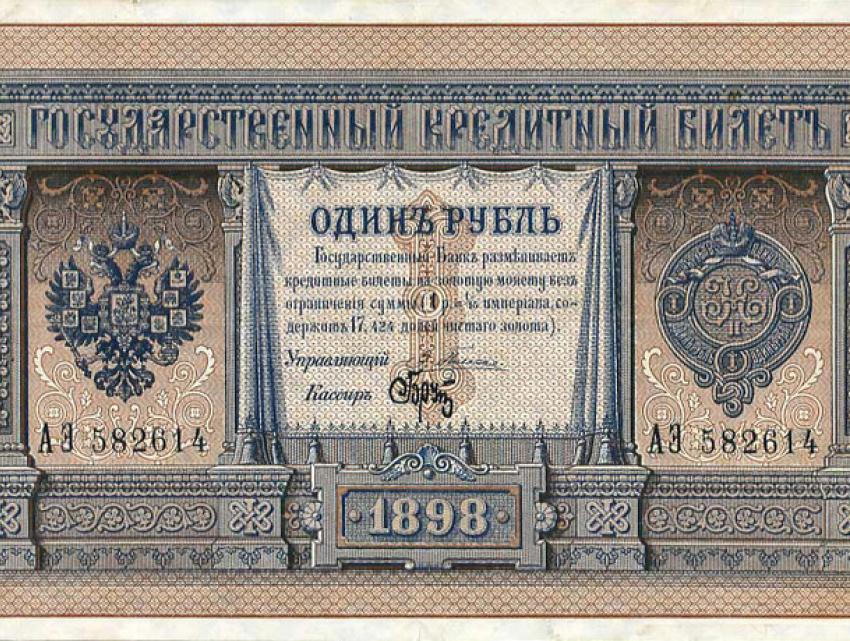 ГОСУДАРСТВЕННЫЙ КРЕДИТНЫЙ БИЛЕТЪ
ОДИНЪ РУБЛЬ
Государственный Банкъ размѣниваетъ
кредитные билеты на золотую монету безъ
ограниченія суммы (1 р. = 1/15 имперіала, со-
держитъ 17,424 долей чистаго золота).
Управляющій
Кассиръ Брутъ
АЭ 582614
АЭ 582614
1898